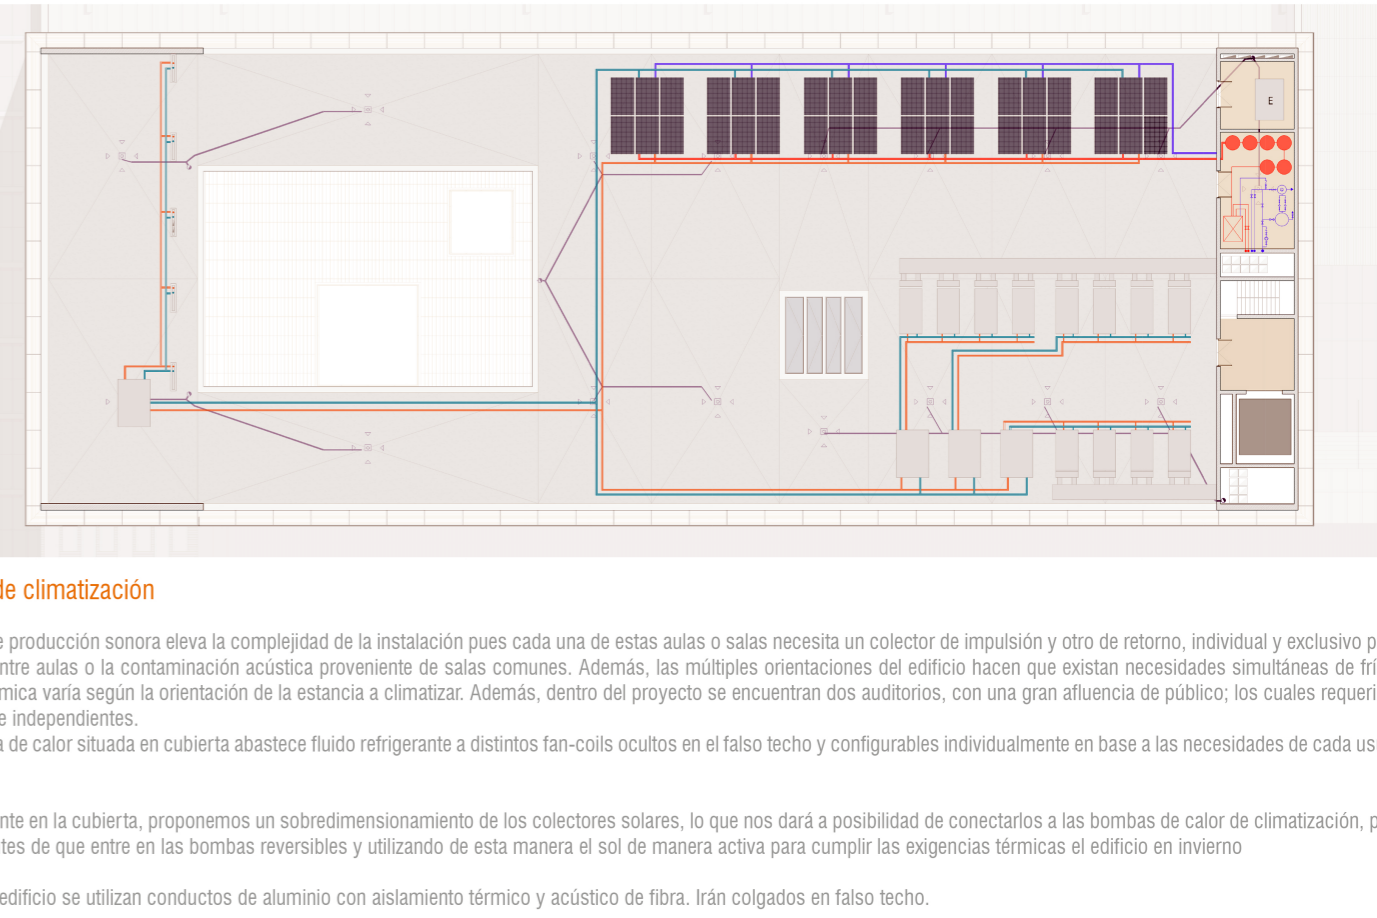 E
de climatización
e producción sonora eleva la complejidad de la instalación pues cada una de estas aulas o salas necesita un colector de impulsión y otro de retorno, individual y exclusivo p
ntre aulas o la contaminación acústica proveniente de salas comunes. Además, las múltiples orientaciones del edificio hacen que existan necesidades simultáneas de frí
mica varía según la orientación de la estancia a climatizar. Además, dentro del proyecto se encuentran dos auditorios, con una gran afluencia de público; los cuales requeri
e independientes.
a de calor situada en cubierta abastece fluido refrigerante a distintos fan-coils ocultos en el falso techo y configurables individualmente en base a las necesidades de cada us
nte en la cubierta, proponemos un sobredimensionamiento de los colectores solares, lo que nos dará a posibilidad de conectarlos a las bombas de calor de climatización, p
tes de que entre en las bombas reversibles y utilizando de esta manera el sol de manera activa para cumplir las exigencias térmicas el edificio en invierno
edificio se utilizan conductos de aluminio con aislamiento térmico y acústico de fibra. Irán colgados en falso techo.